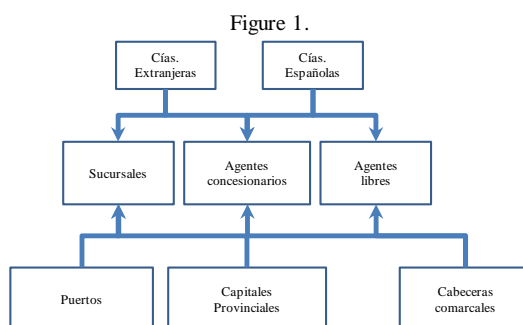 Figure 1.
Cías.
Extranjeras
Cías.
Españolas
Sucursales
Agentes
concesionarios
Agentes
libres
Puertos
Capitales
Provinciales
Cabeceras
comarcales